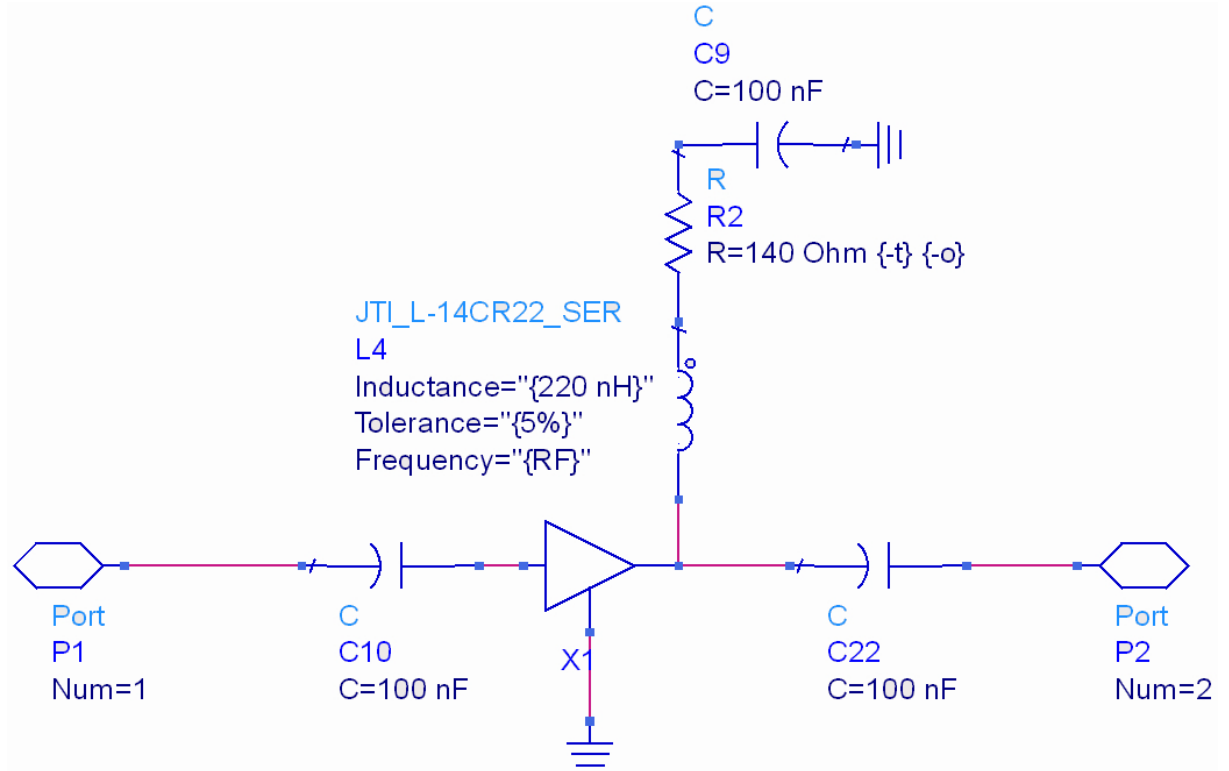 C
C9
C=100 nF
R
R2
R=140 Ohm {-t} {-o}
JTI_L-14CR22_SER
L4
Inductance="{220 nH}"
Tolerance="{5%}"
Frequency="{RF}"
Port
P1
Num=1
C
C10
C=100 nF
X1
C
C22
C=100 nF
Port
P2
Num=2